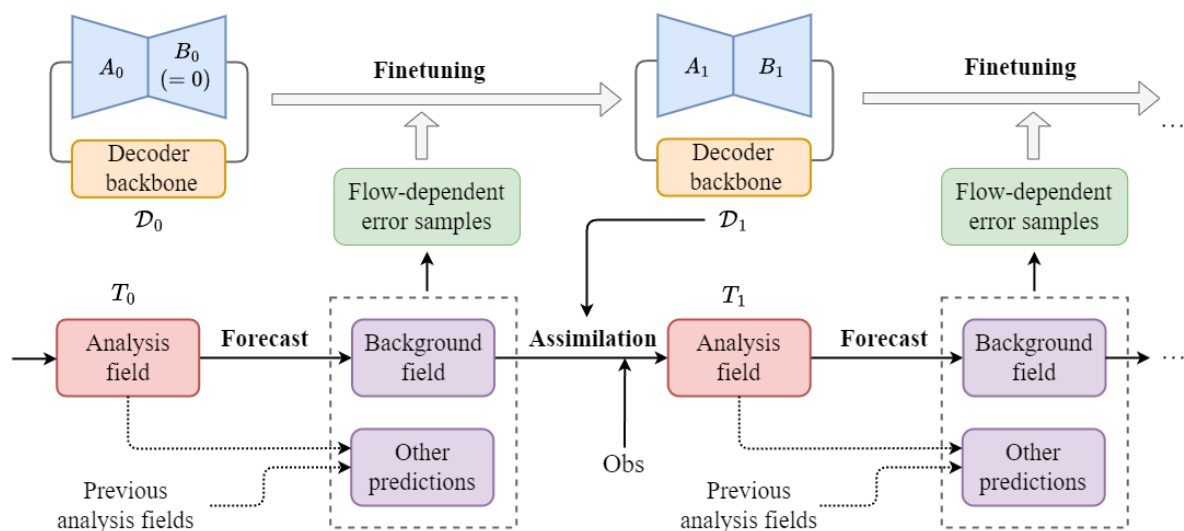 A₀
B₀
(= 0)
Finetuning
A₁
B₁
Finetuning
...
Decoder
backbone
𝒟₀
Flow-dependent
error samples
Decoder
backbone
𝒟₁
Flow-dependent
error samples
T₀
T₁
Analysis
field
Forecast
Background
field
Assimilation
Analysis
field
Forecast
Background
field
...
Other
predictions
Obs
Other
predictions
Previous
analysis fields
Previous
analysis fields